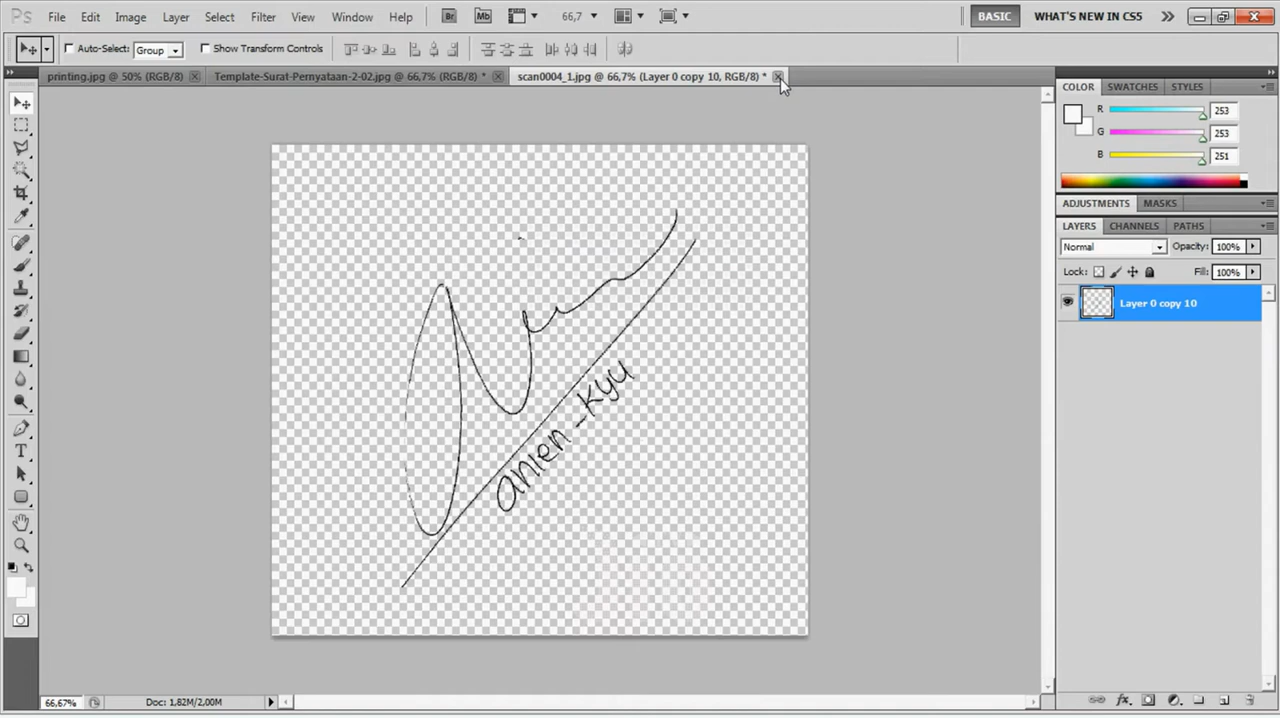 Ps File Edit Image Layer Select Filter View Window Help Br Mb 66,7 BASIC WHAT'S NEW IN CS5
Auto-Select: Group Show Transform Controls
printing.jpg @ 50% (RGB/8) Template-Surat-Pernyataan-2-02.jpg @ 66,7% (RGB/8) * scan0004_1.jpg @ 66,7% (Layer 0 copy 10, RGB/8) *
COLOR SWATCHES STYLES
R 253
G 253
B 251
ADJUSTMENTS MASKS
LAYERS CHANNELS PATHS
Normal Opacity: 100%
Lock: Fill: 100%
Layer 0 copy 10
anien_kyu
T
66,67% Doc: 1,82M/2,00M
fx